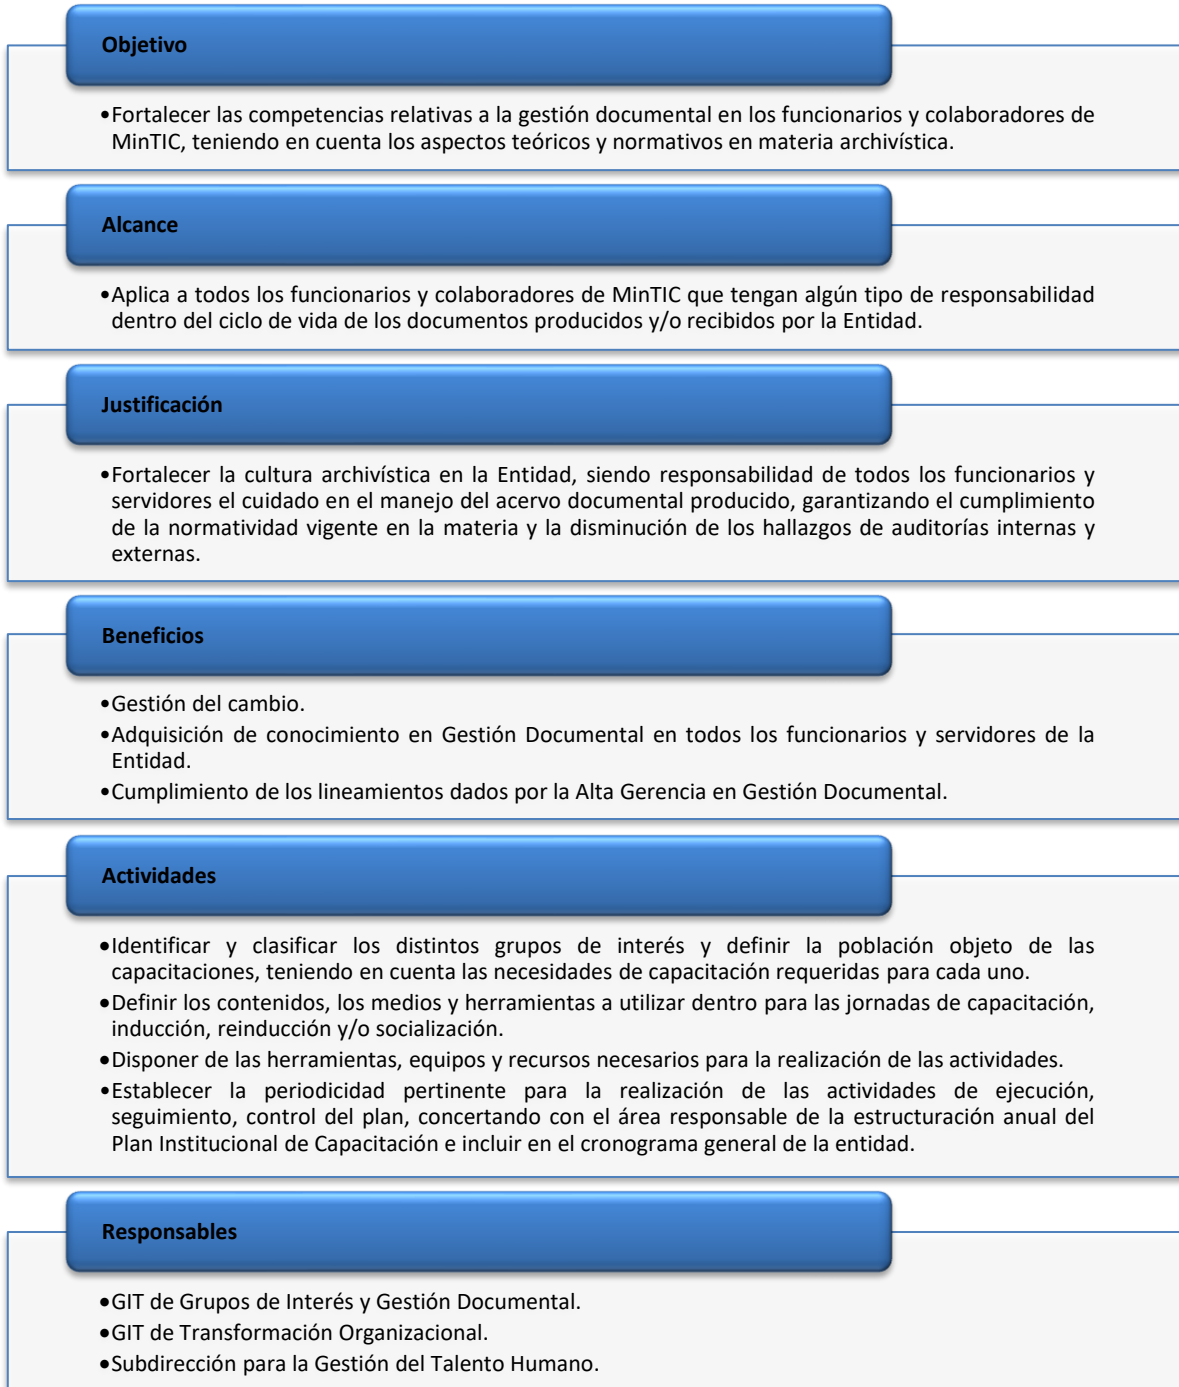 Objetivo
•Fortalecer las competencias relativas a la gestión documental en los funcionarios y colaboradores de
MinTIC, teniendo en cuenta los aspectos teóricos y normativos en materia archivística.
Alcance
•Aplica a todos los funcionarios y colaboradores de MinTIC que tengan algún tipo de responsabilidad
dentro del ciclo de vida de los documentos producidos y/o recibidos por la Entidad.
Justificación
•Fortalecer la cultura archivística en la Entidad, siendo responsabilidad de todos los funcionarios y
servidores el cuidado en el manejo del acervo documental producido, garantizando el cumplimiento
de la normatividad vigente en la materia y la disminución de los hallazgos de auditorías internas y
externas.
Beneficios
•Gestión del cambio.
•Adquisición de conocimiento en Gestión Documental en todos los funcionarios y servidores de la
Entidad.
•Cumplimiento de los lineamientos dados por la Alta Gerencia en Gestión Documental.
Actividades
•Identificar y clasificar los distintos grupos de interés y definir la población objeto de las
capacitaciones, teniendo en cuenta las necesidades de capacitación requeridas para cada uno.
•Definir los contenidos, los medios y herramientas a utilizar dentro para las jornadas de capacitación,
inducción, reinducción y/o socialización.
•Disponer de las herramientas, equipos y recursos necesarios para la realización de las actividades.
•Establecer la periodicidad pertinente para la realización de las actividades de ejecución,
seguimiento, control del plan, concertando con el área responsable de la estructuración anual del
Plan Institucional de Capacitación e incluir en el cronograma general de la entidad.
Responsables
•GIT de Grupos de Interés y Gestión Documental.
•GIT de Transformación Organizacional.
•Subdirección para la Gestión del Talento Humano.